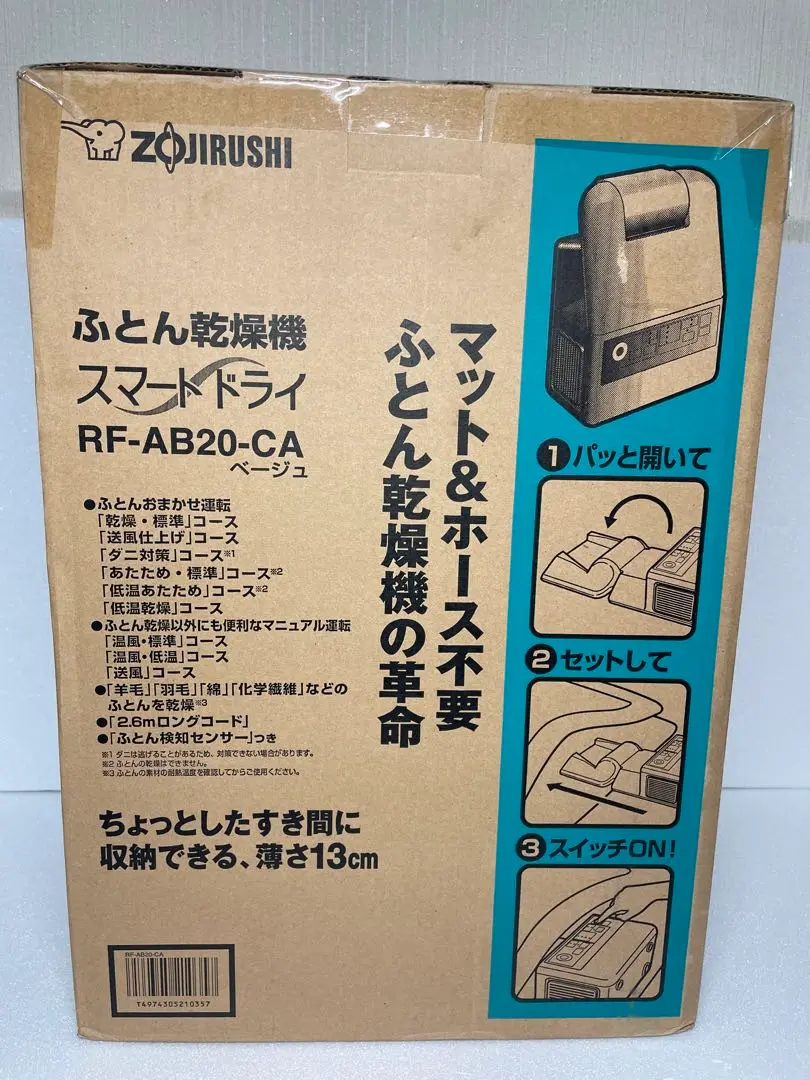 ZOJIRUSHI
ふとん乾燥機
スマートドライ
RF-AB20-CA
ベージュ
●ふとんおまかせ運転
「乾燥・標準」コース
「送風仕上げ」コース
「ダニ対策」コース※1
「あたため・標準」コース※2
「低温あたため」コース※2
「低温乾燥」コース
●ふとん乾燥以外にも便利なマニュアル運転
「温風・標準」コース
「温風・低温」コース
「送風」コース
●「羊毛」「羽毛」「綿」「化学繊維」などの
ふとんを乾燥※3
●「2.6mロングコード」
●「ふとん検知センサー」つき
※1 ダニは逃げることがあるため、対策できない場合があります。
※2 ふとんの乾燥はできません。
※3 ふとんの素材の耐熱温度を確認してからご使用ください。
ちょっとしたすき間に
収納できる、薄さ13cm
RF-AB20-CA
T4974305210357
マット&ホース不要
ふとん乾燥機の革命
1 パッと開いて
2 セットして
3 スイッチON!